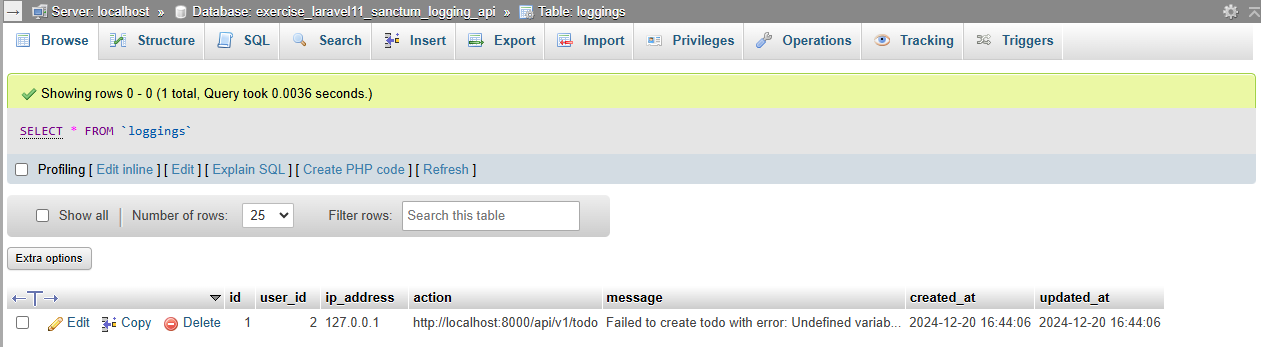 Server: localhost » Database: exercise_laravel11_sanctum_logging_api » Table: loggings
Browse Structure SQL Search Insert Export Import Privileges Operations Tracking Triggers
Showing rows 0 - 0 (1 total, Query took 0.0036 seconds.)
SELECT * FROM `loggings`
Profiling [ Edit inline ] [ Edit ] [ Explain SQL ] [ Create PHP code ] [ Refresh ]
Show all Number of rows: 25 Filter rows: Search this table
Extra options
←T→ id user_id ip_address action message created_at updated_at
Edit Copy Delete 1 2 127.0.0.1 http://localhost:8000/api/v1/todo Failed to create todo with error: Undefined variab... 2024-12-20 16:44:06 2024-12-20 16:44:06